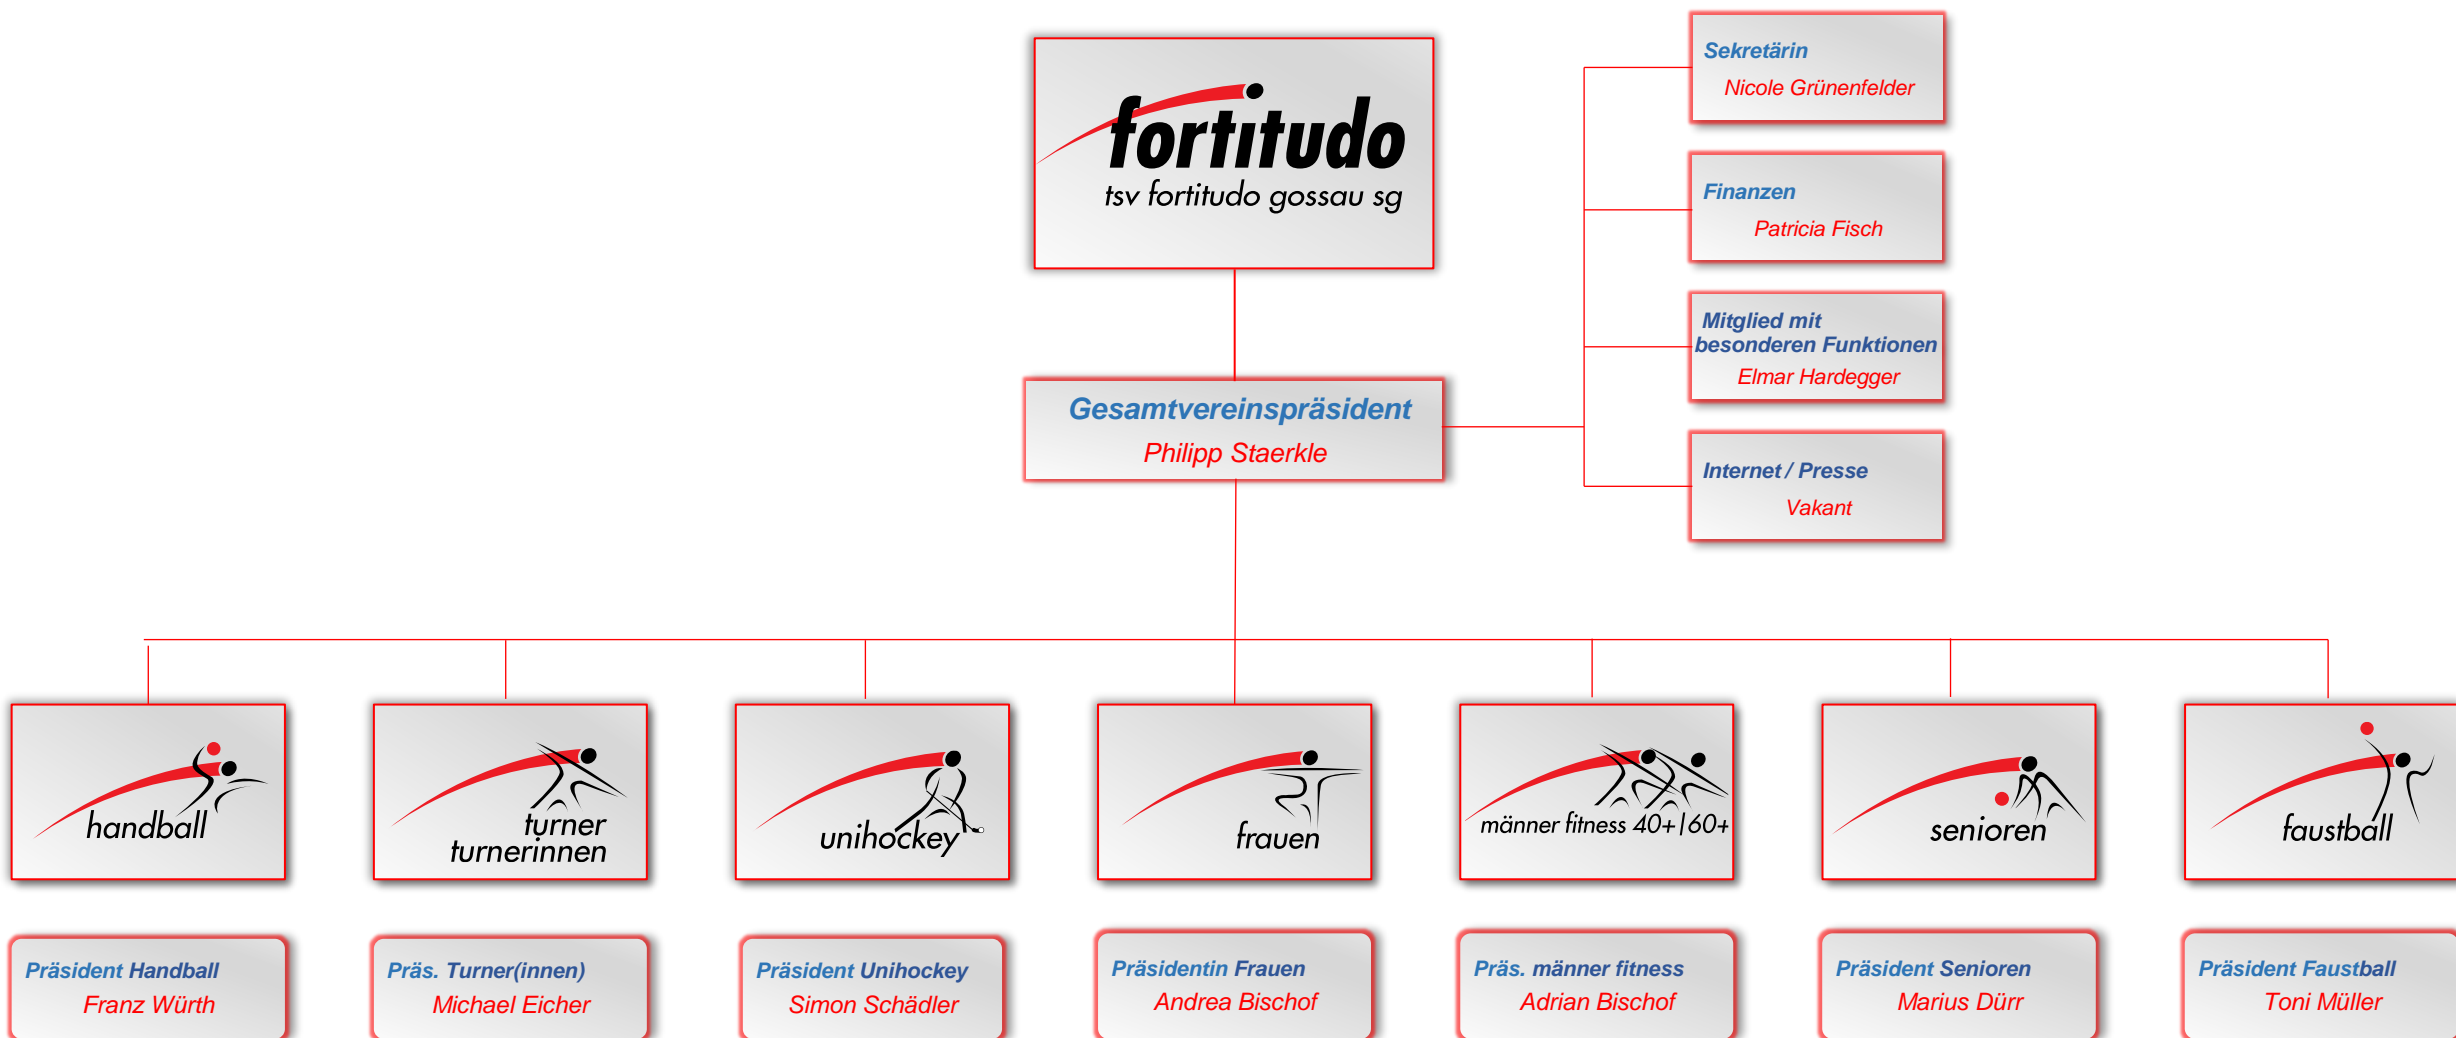 fortitudo
tsv fortitudo gossau sg
Sekretärin
Nicole Grünenfelder
Finanzen
Patricia Fisch
Mitglied mit
besonderen Funktionen
Elmar Hardegger
Internet / Presse
Vakant
Gesamtvereinspräsident
Philipp Staerkle
handball
turner
turnerinnen
unihockey
frauen
männer fitness 40+|60+
senioren
faustball
Präsident Handball
Franz Würth
Präs. Turner(innen)
Michael Eicher
Präsident Unihockey
Simon Schädler
Präsidentin Frauen
Andrea Bischof
Präs. männer fitness
Adrian Bischof
Präsident Senioren
Marius Dürr
Präsident Faustball
Toni Müller